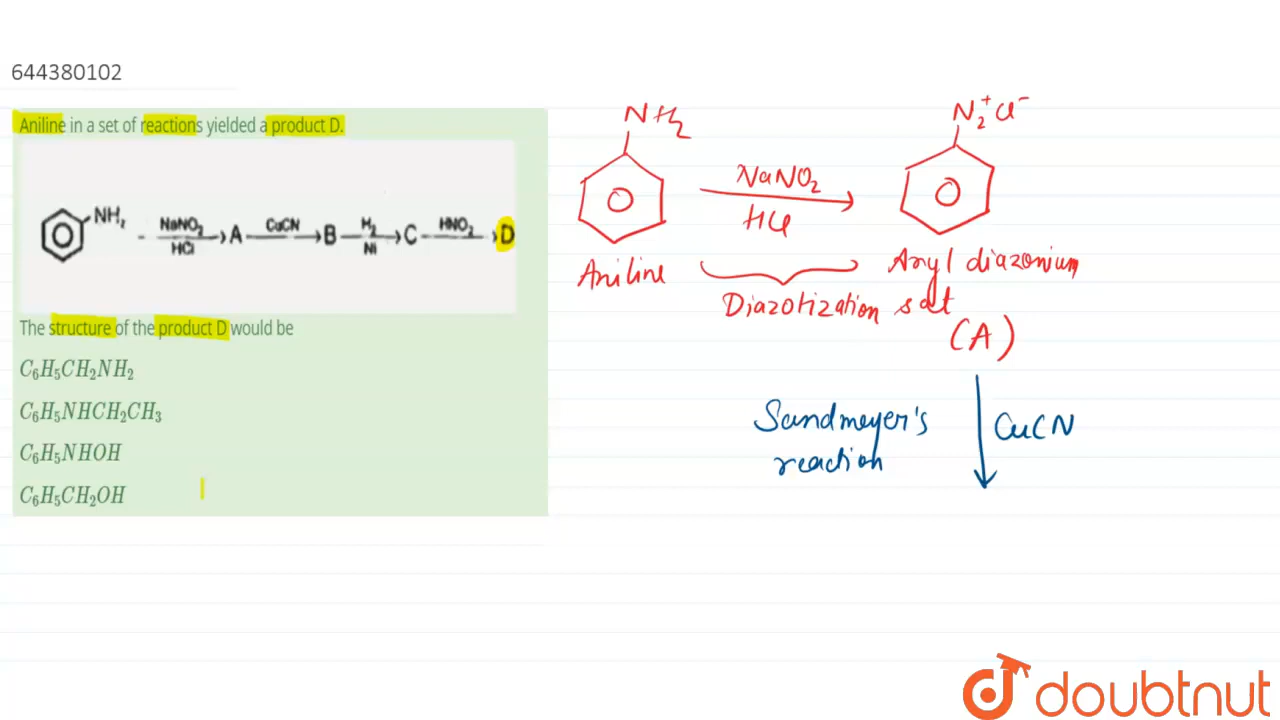 644380102
Aniline in a set of reactions yielded a product D.
NH₂ NaNO₂ HCl A CuCN B H₂ Ni C HNO₂ D
The structure of the product D would be
C₆H₅CH₂NH₂
C₆H₅NHCH₂CH₃
C₆H₅NHOH
C₆H₅CH₂OH
NH₂
NaNO₂
HCl
N₂⁺Cl⁻
Aniline
Diazotization
Aryl diazonium
salt
(A)
Sandmeyer's
reaction
CuCN
doubtnut